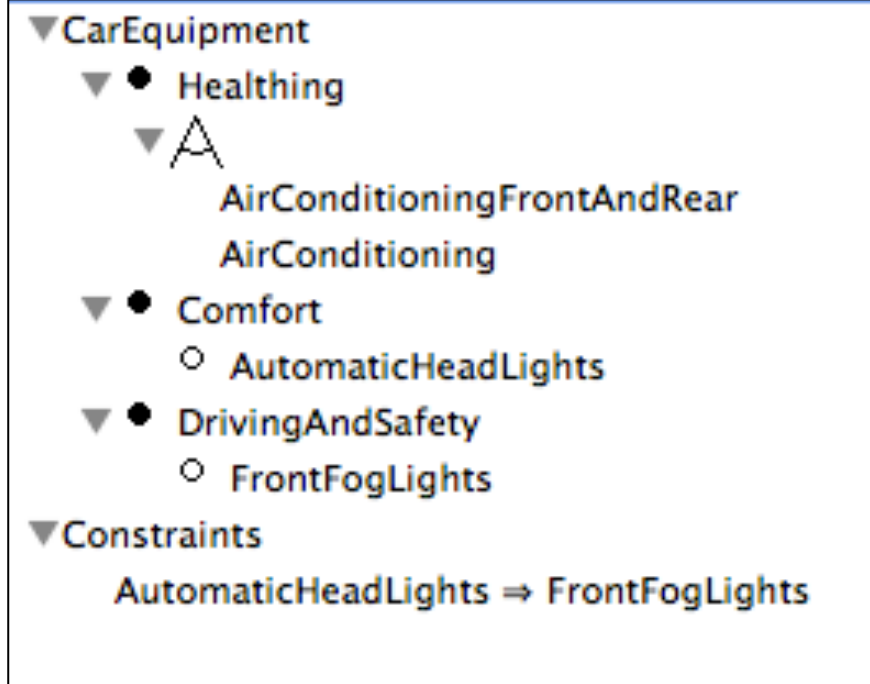 CarEquipment
Healthing
AirConditioningFrontAndRear
AirConditioning
Comfort
AutomaticHeadLights
DrivingAndSafety
FrontFogLights
Constraints
AutomaticHeadLights ⇒ FrontFogLights